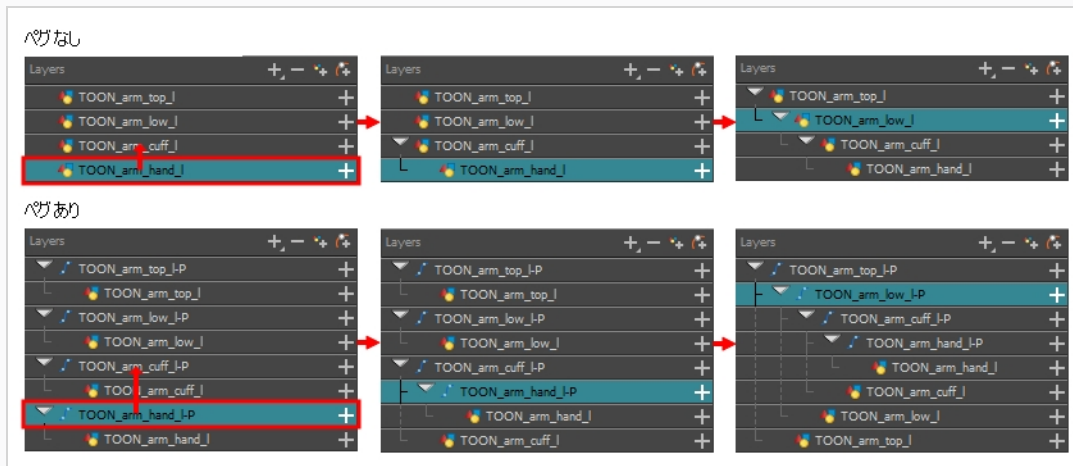 ペグなし
Layers
TOON_arm_top_l
TOON_arm_low_l
TOON_arm_cuff_l
TOON_arm_hand_l
Layers
TOON_arm_top_l
TOON_arm_low_l
TOON_arm_cuff_l
TOON_arm_hand_l
Layers
TOON_arm_top_l
TOON_arm_low_l
TOON_arm_cuff_l
TOON_arm_hand_l
ペグあり
Layers
TOON_arm_top_l-P
TOON_arm_top_l
TOON_arm_low_l-P
TOON_arm_low_l
TOON_arm_cuff_l-P
TOON_arm_cuff_l
TOON_arm_hand_l-P
TOON_arm_hand_l
Layers
TOON_arm_top_l-P
TOON_arm_top_l
TOON_arm_low_l-P
TOON_arm_low_l
TOON_arm_cuff_l-P
TOON_arm_hand_l-P
TOON_arm_hand_l
TOON_arm_cuff_l
Layers
TOON_arm_top_l-P
TOON_arm_low_l-P
TOON_arm_cuff_l-P
TOON_arm_hand_l-P
TOON_arm_hand_l
TOON_arm_cuff_l
TOON_arm_low_l
TOON_arm_top_l